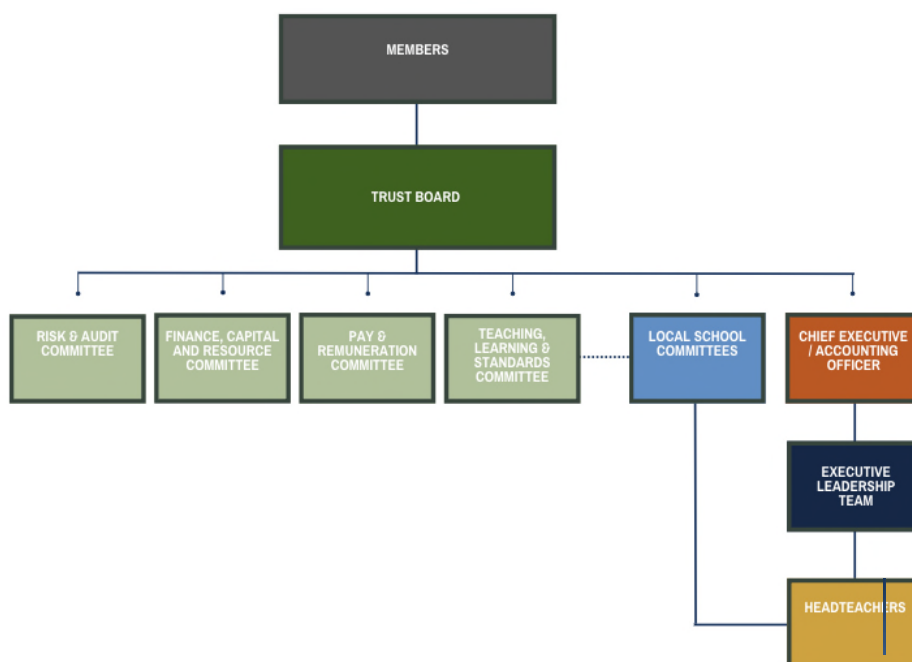 MEMBERS
TRUST BOARD
RISK & AUDIT
COMMITTEE
FINANCE, CAPITAL
AND RESOURCE
COMMITTEE
PAY &
REMUNERATION
COMMITTEE
TEACHING,
LEARNING &
STANDARDS
COMMITTEE
LOCAL SCHOOL
COMMITTEES
CHIEF EXECUTIVE
/ ACCOUNTING
OFFICER
EXECUTIVE
LEADERSHIP
TEAM
HEADTEACHERS